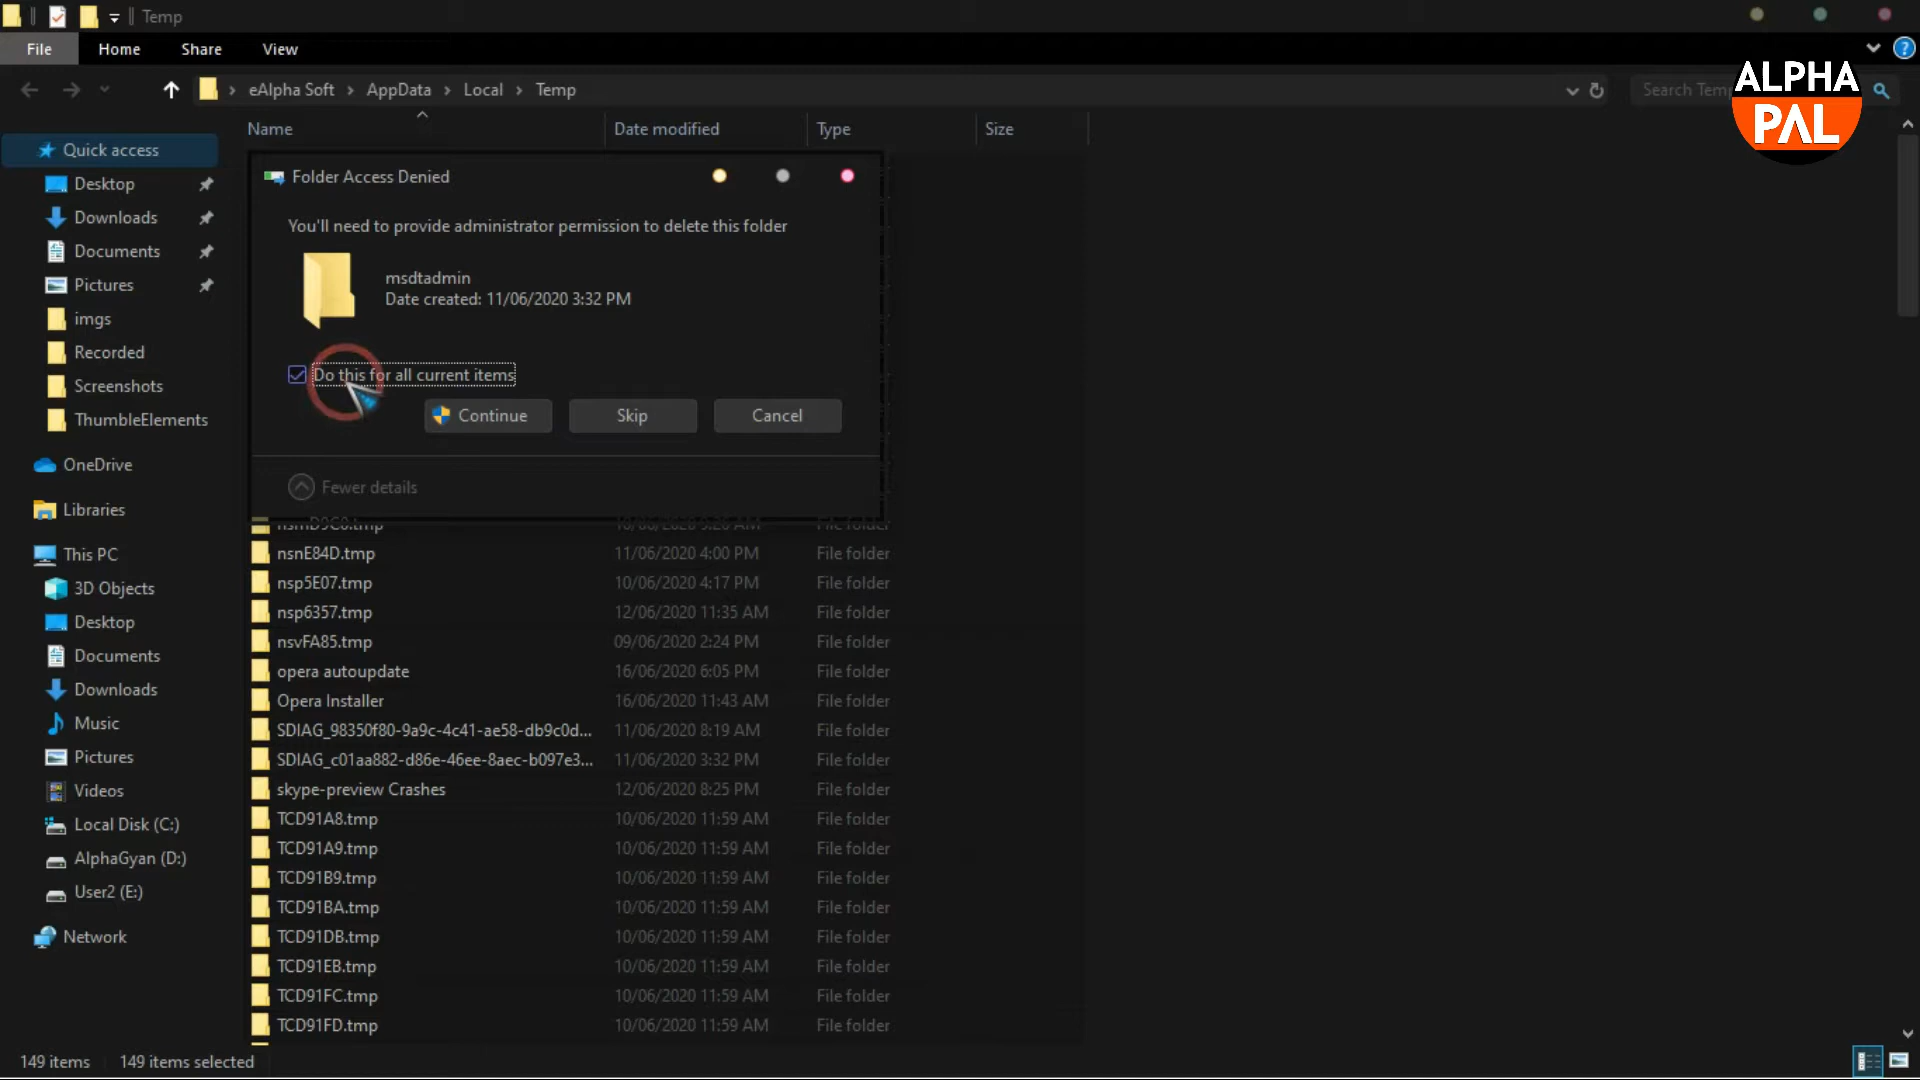 Temp
File Home Share View
eAlpha Soft > AppData > Local > Temp
Search Tem
ALPHA
PAL
Name Date modified Type Size
Quick access
Desktop
Downloads
Documents
Pictures
imgs
Recorded
Screenshots
ThumbleElements
OneDrive
Libraries
This PC
3D Objects
Desktop
Documents
Downloads
Music
Pictures
Videos
Local Disk (C:)
AlphaGyan (D:)
User2 (E:)
Network
Folder Access Denied
You'll need to provide administrator permission to delete this folder
msdtadmin
Date created: 11/06/2020 3:32 PM
Do this for all current items
Continue Skip Cancel
Fewer details
nsnE84D.tmp 11/06/2020 4:00 PM File folder
nsp5E07.tmp 10/06/2020 4:17 PM File folder
nsp6357.tmp 12/06/2020 11:35 AM File folder
nsvFA85.tmp 09/06/2020 2:24 PM File folder
opera autoupdate 16/06/2020 6:05 PM File folder
Opera Installer 16/06/2020 11:43 AM File folder
SDIAG_98350f80-9a9c-4c41-ae58-db9c0d... 11/06/2020 8:19 AM File folder
SDIAG_c01aa882-d86e-46ee-8aec-b097e3... 11/06/2020 3:32 PM File folder
skype-preview Crashes 12/06/2020 8:25 PM File folder
TCD91A8.tmp 10/06/2020 11:59 AM File folder
TCD91A9.tmp 10/06/2020 11:59 AM File folder
TCD91B9.tmp 10/06/2020 11:59 AM File folder
TCD91BA.tmp 10/06/2020 11:59 AM File folder
TCD91DB.tmp 10/06/2020 11:59 AM File folder
TCD91EB.tmp 10/06/2020 11:59 AM File folder
TCD91FC.tmp 10/06/2020 11:59 AM File folder
TCD91FD.tmp 10/06/2020 11:59 AM File folder
149 items 149 items selected